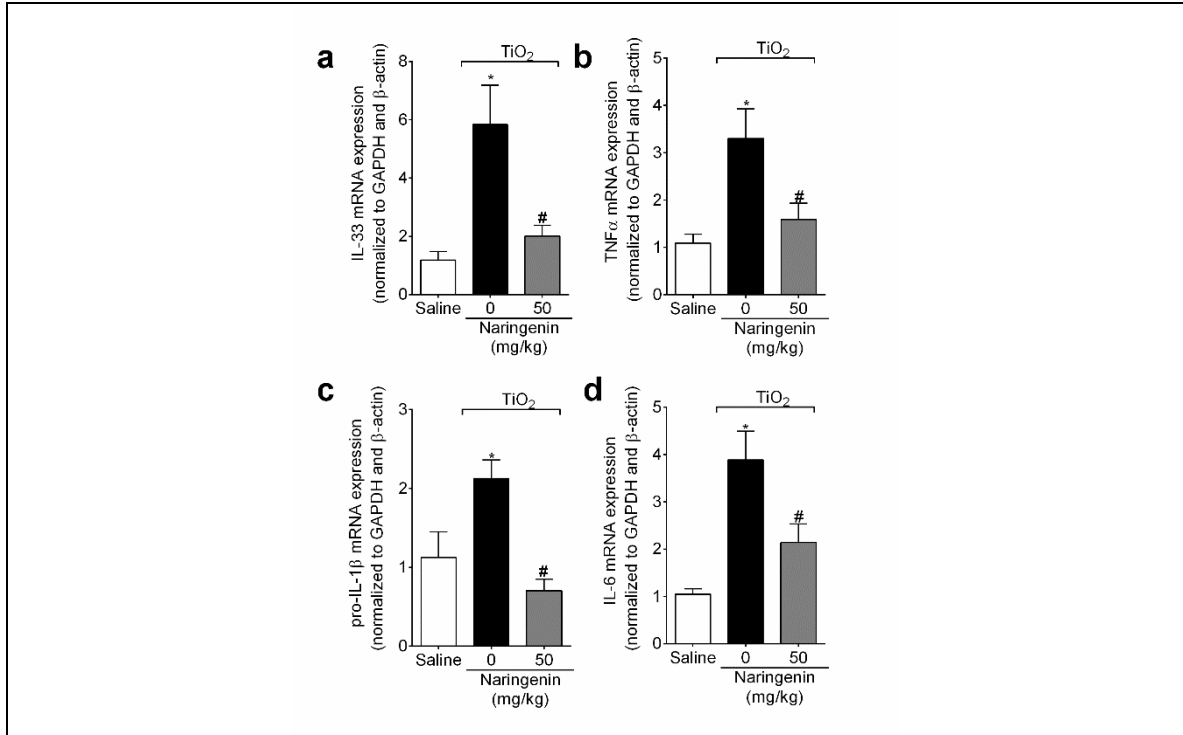 a
TiO2
IL-33 mRNA expression
(normalized to GAPDH and β-actin)
8
6
4
2
0
*
#
Saline 0 50
Naringenin
(mg/kg)
b
TiO2
TNFα mRNA expression
(normalized to GAPDH and β-actin)
5
4
3
2
1
0
*
#
Saline 0 50
Naringenin
(mg/kg)
c
TiO2
pro-IL-1β mRNA expression
(normalized to GAPDH and β-actin)
3
2
1
0
*
#
Saline 0 50
Naringenin
(mg/kg)
d
TiO2
IL-6 mRNA expression
(normalized to GAPDH and β-actin)
5
4
3
2
1
0
*
#
Saline 0 50
Naringenin
(mg/kg)